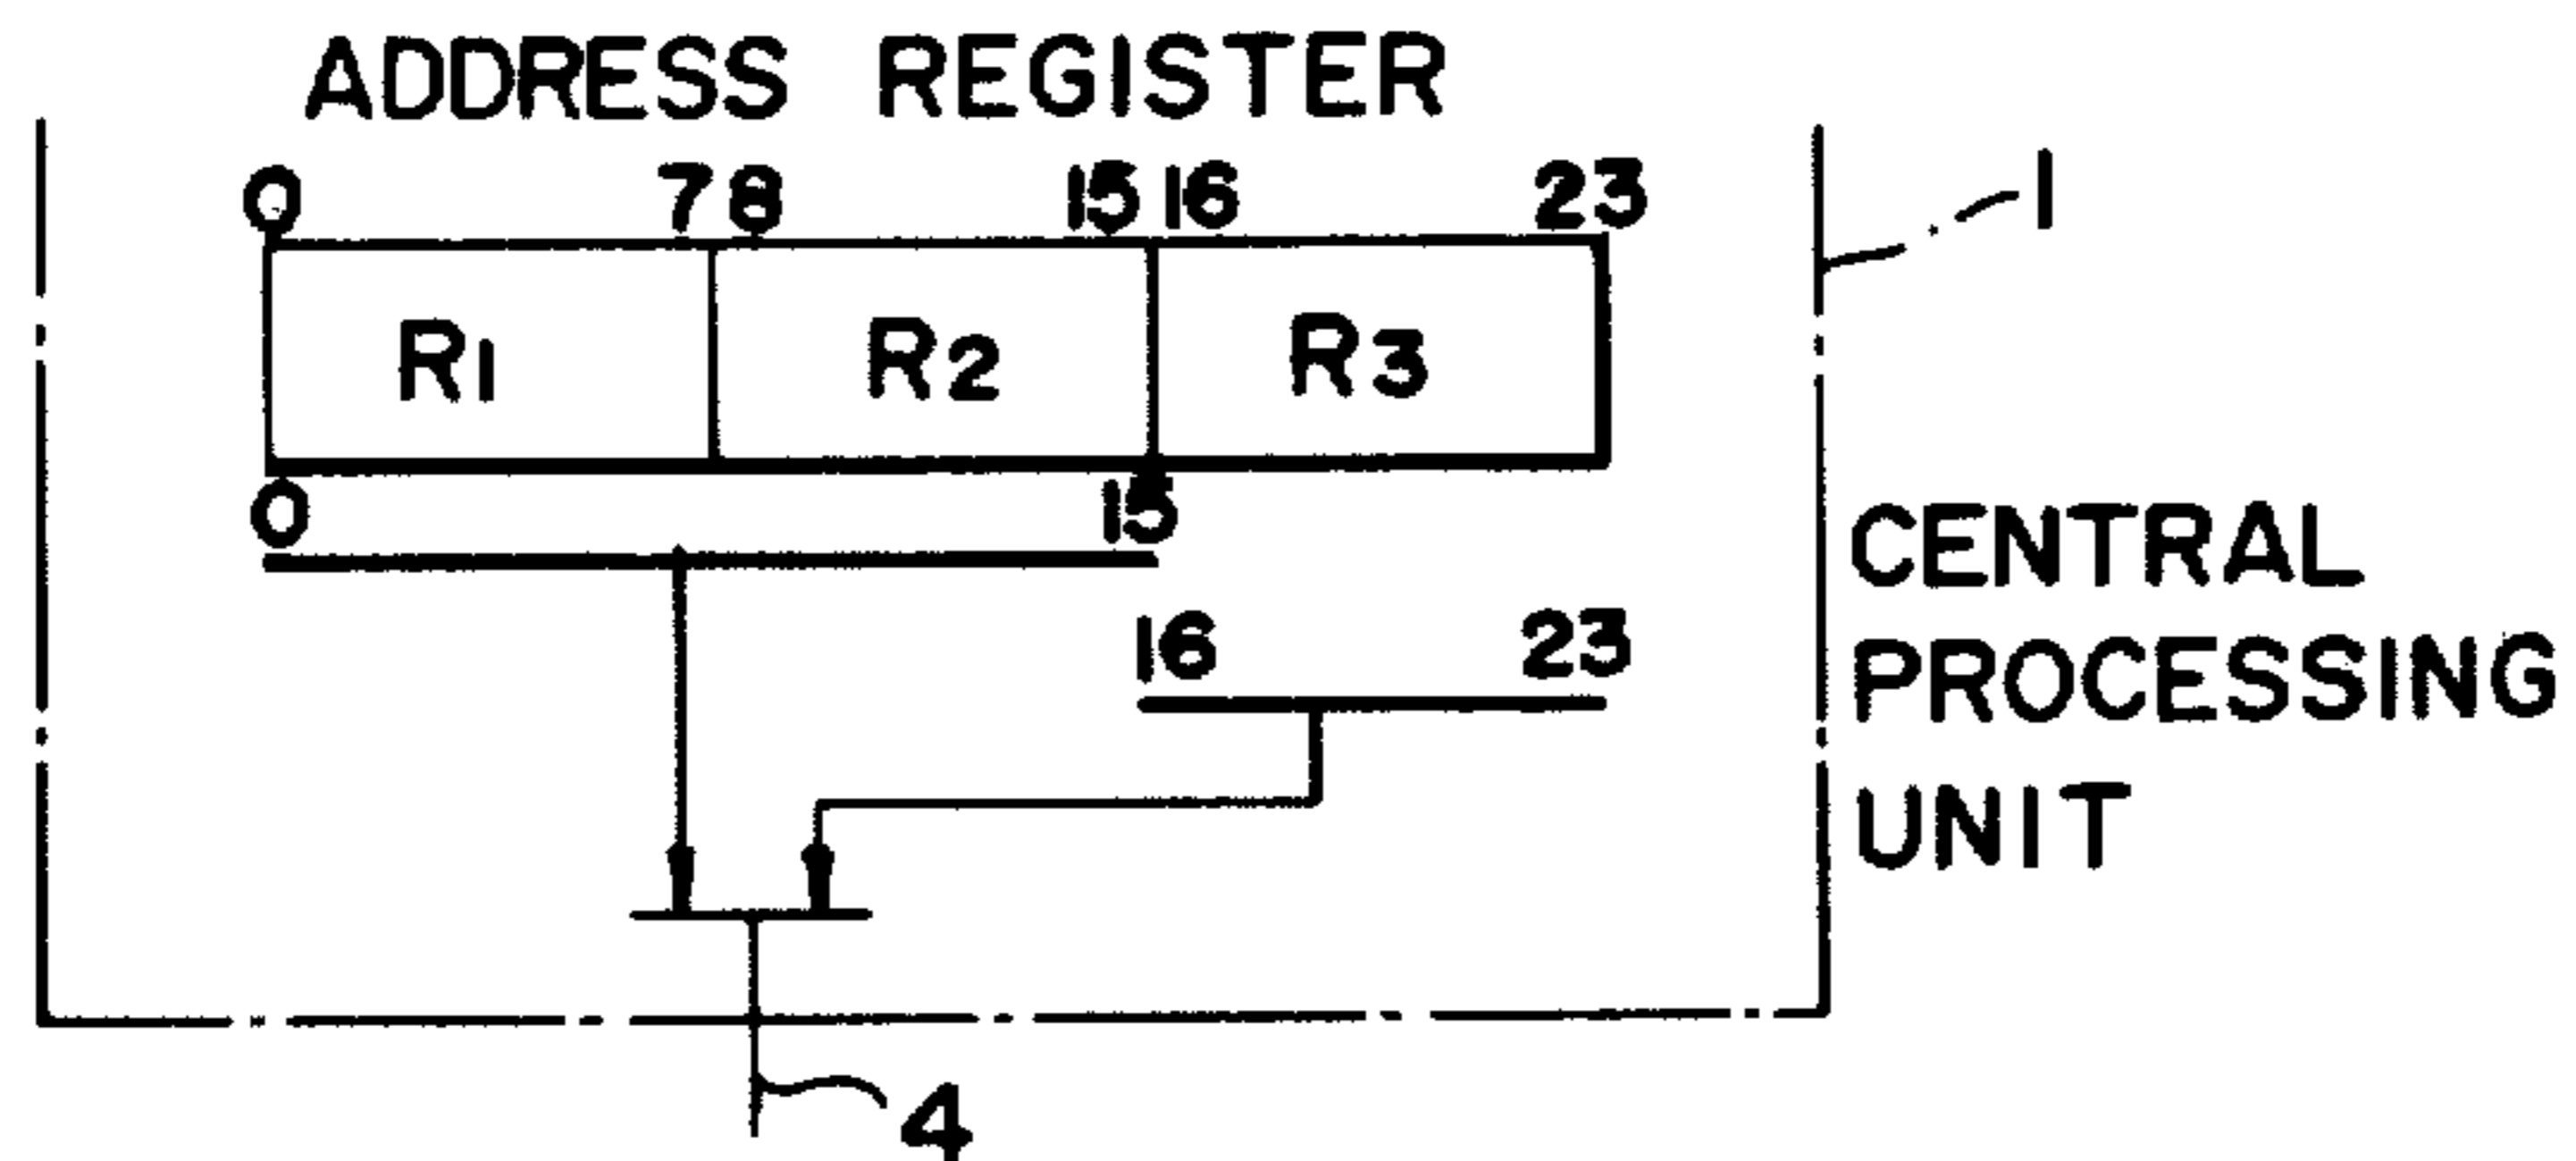 ADDRESS REGISTER
0 7 8 15 16 23
1
R1 R2 R3
0 15
16 23
CENTRAL
PROCESSING
UNIT
4